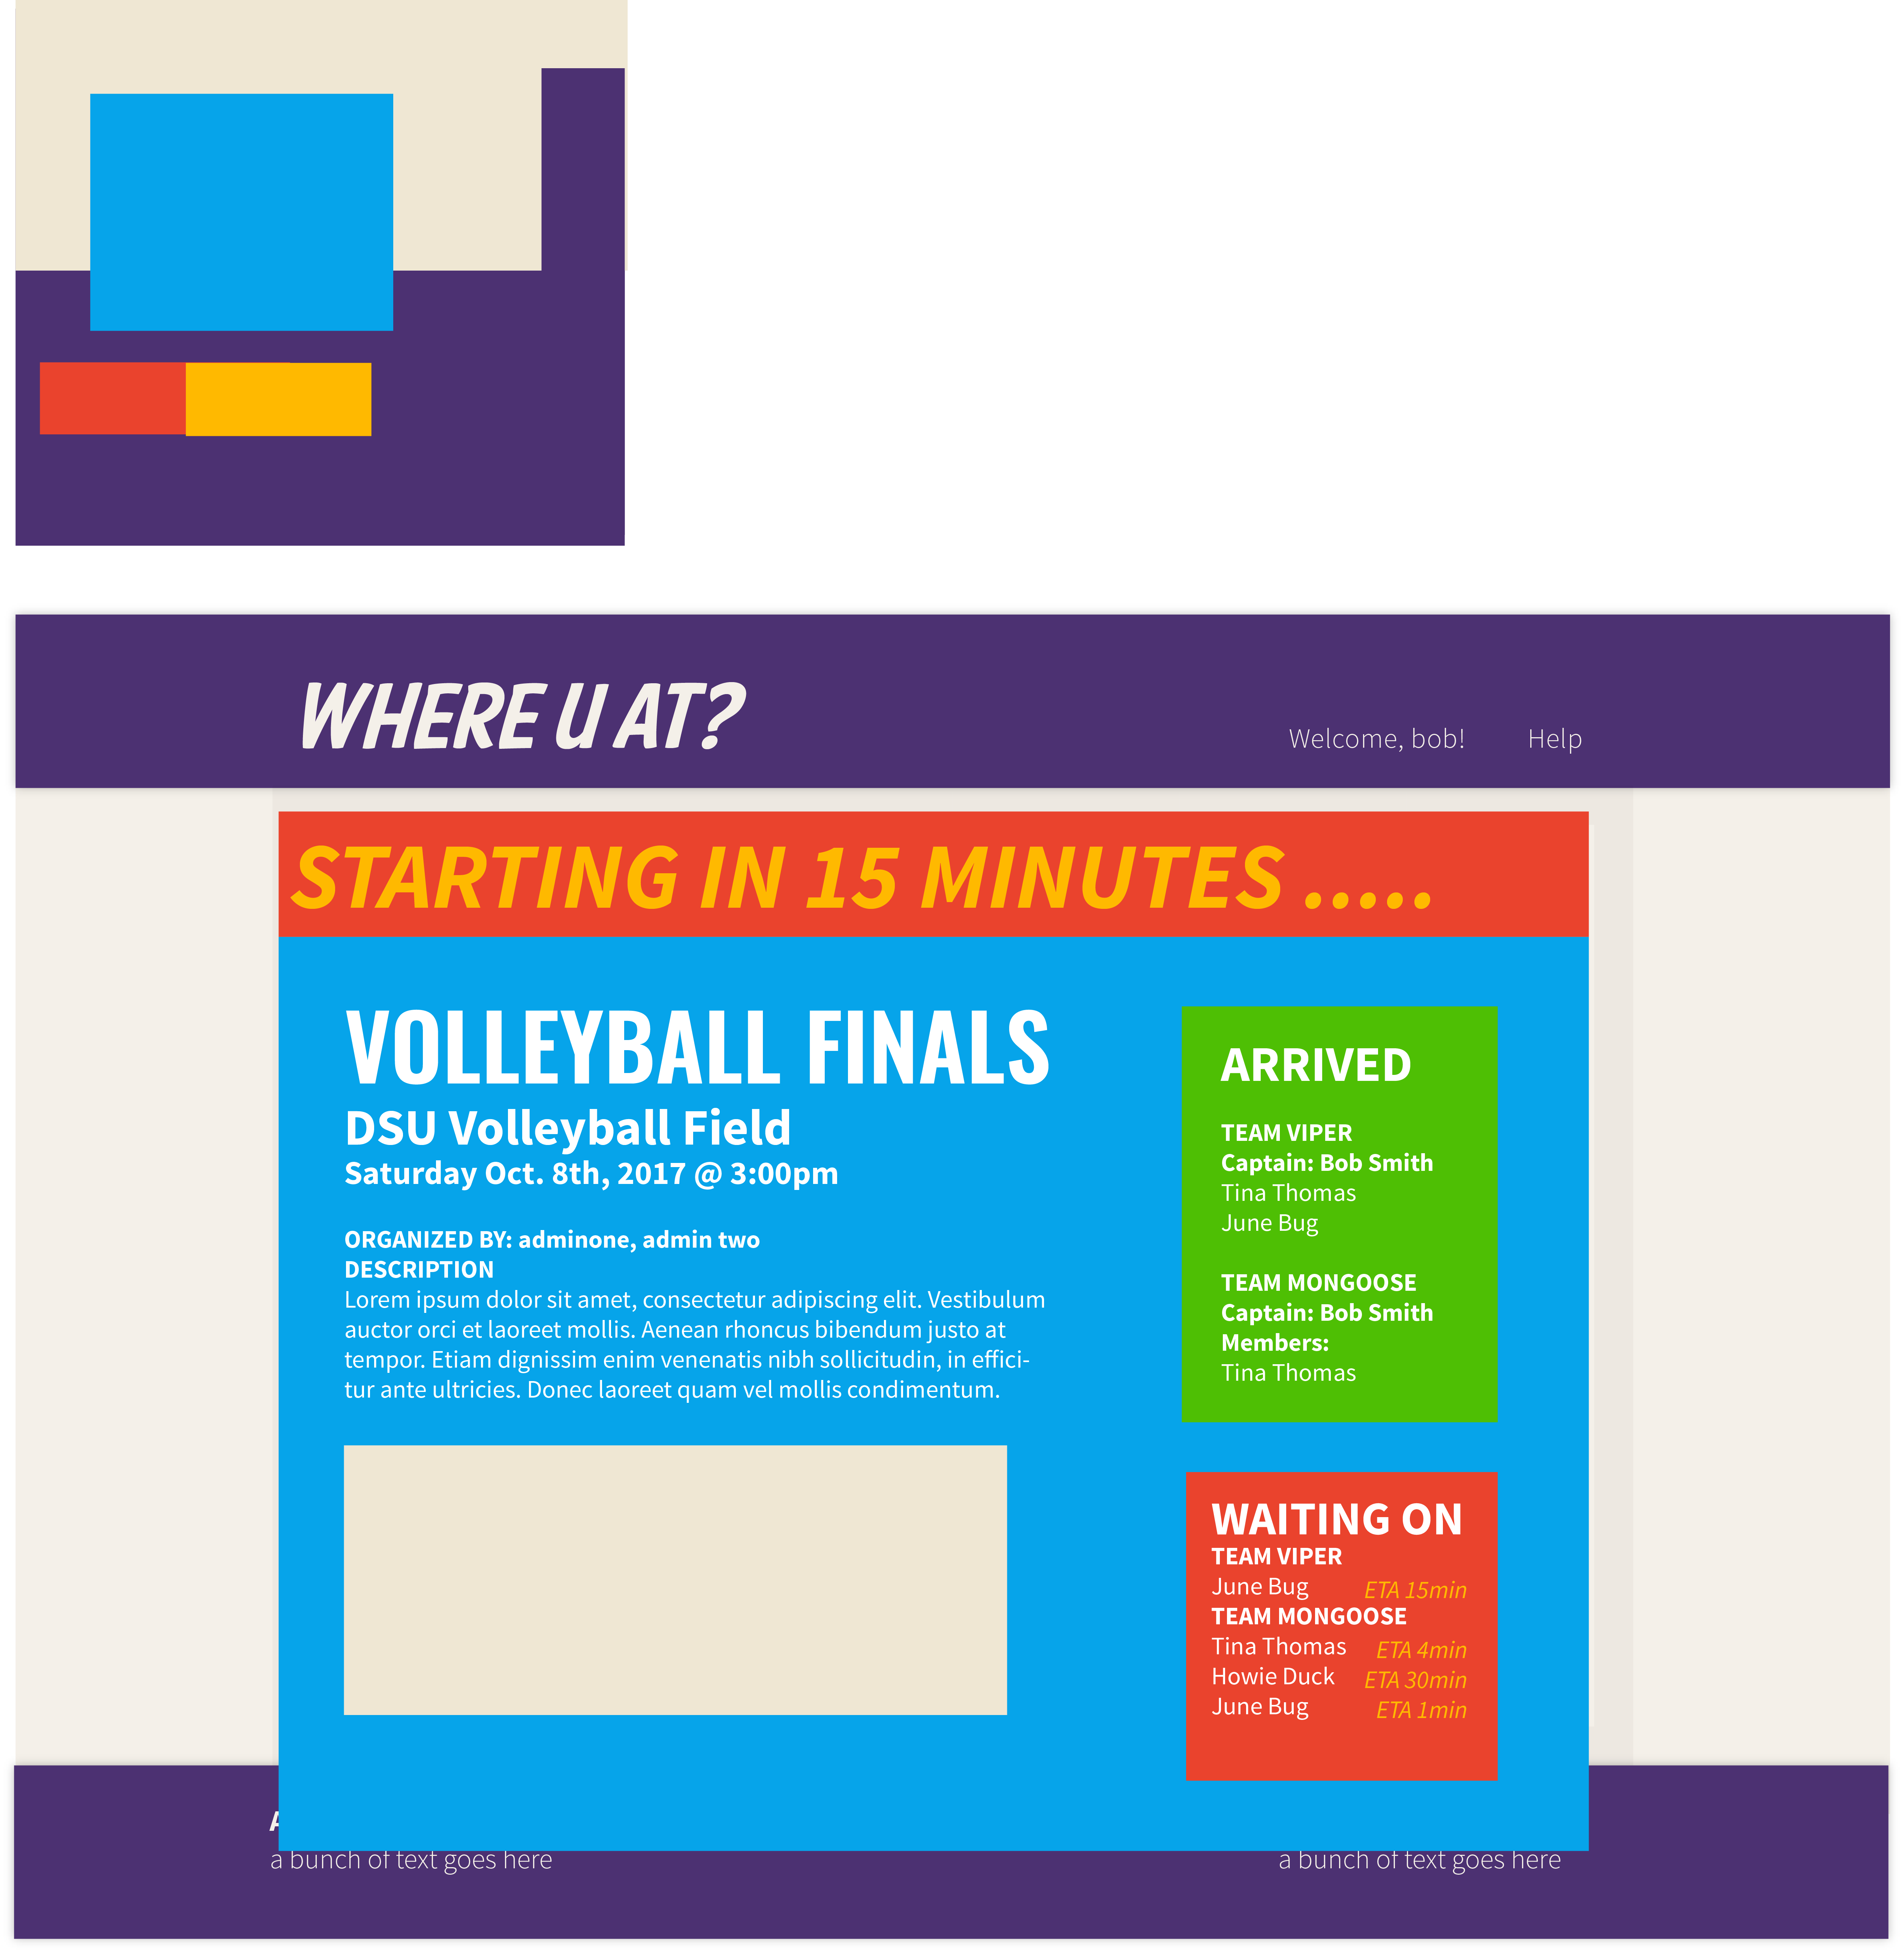 WHERE U AT?
Welcome, bob! Help
STARTING IN 15 MINUTES .....
VOLLEYBALL FINALS
DSU Volleyball Field
Saturday Oct. 8th, 2017 @ 3:00pm
ORGANIZED BY: adminone, admin two
DESCRIPTION
Lorem ipsum dolor sit amet, consectetur adipiscing elit. Vestibulum
auctor orci et laoreet mollis. Aenean rhoncus bibendum justo at
tempor. Etiam dignissim enim venenatis nibh sollicitudin, in effici-
tur ante ultricies. Donec laoreet quam vel mollis condimentum.
ARRIVED
TEAM VIPER
Captain: Bob Smith
Tina Thomas
June Bug
TEAM MONGOOSE
Captain: Bob Smith
Members:
Tina Thomas
WAITING ON
TEAM VIPER
June Bug ETA 15min
TEAM MONGOOSE
Tina Thomas ETA 4min
Howie Duck ETA 30min
June Bug ETA 1min
a bunch of text goes here
a bunch of text goes here